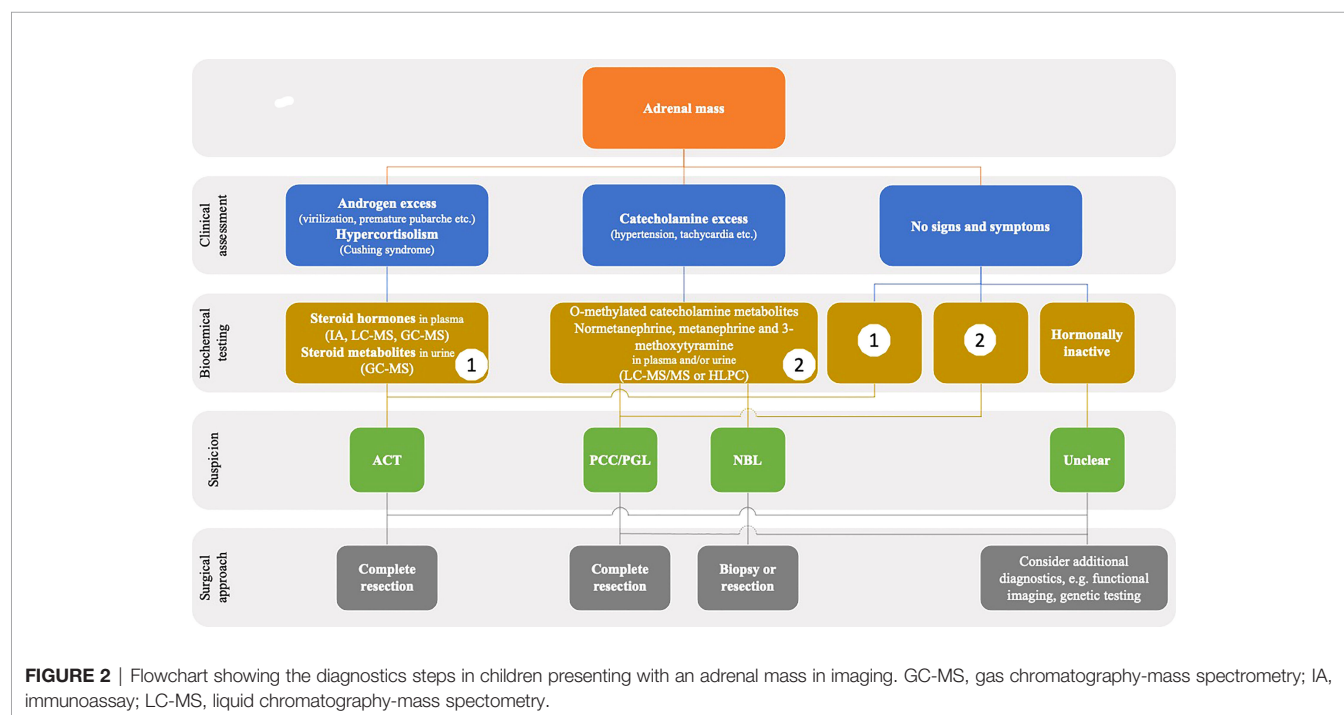 Adrenal mass
Clinical
assessment
Androgen excess
(virilization, premature pubarche etc.)
Hypercortisolism
(Cushing syndrome)
Catecholamine excess
(hypertension, tachycardia etc.)
No signs and symptoms
Biochemical
testing
Steroid hormones in plasma
(IA, LC-MS, GC-MS)
Steroid metabolites in urine
(GC-MS)
1
O-methylated catecholamine metabolites
Normetanephrine, metanephrine and 3-
methoxytyramine
in plasma and/or urine
(LC-MS/MS or HLPC)
2
1
2
Hormonally
inactive
Suspicion
ACT
PCC/PGL
NBL
Unclear
Surgical
approach
Complete
resection
Complete
resection
Biopsy or
resection
Consider additional
diagnostics, e.g. functional
imaging, genetic testing
FIGURE 2 | Flowchart showing the diagnostics steps in children presenting with an adrenal mass in imaging. GC-MS, gas chromatography-mass spectrometry; IA,
immunoassay; LC-MS, liquid chromatography-mass spectometry.